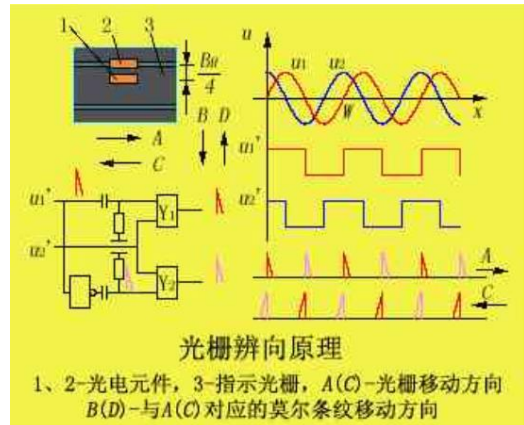 1 2 3
B_H
4
B D
A
C
u
u1 u2
W
x
u1'
u2'
u1'
u2'
Y1
Y2
A
C
光栅辨向原理
1、2-光电元件，3-指示光栅，A(C)-光栅移动方向
B(D)-与A(C)对应的莫尔条纹移动方向